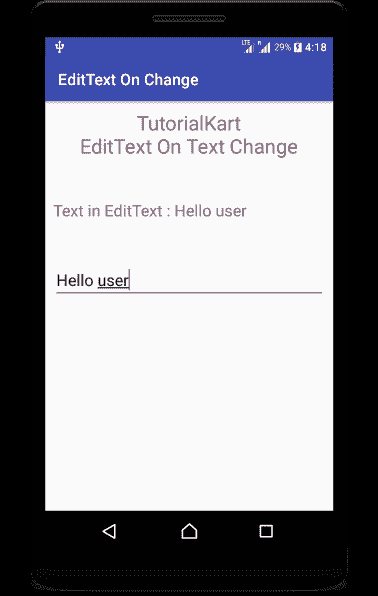 LTE 29% 4:18
EditText On Change
TutorialKart
EditText On Text Change
Text in EditText : Hello user
Hello user